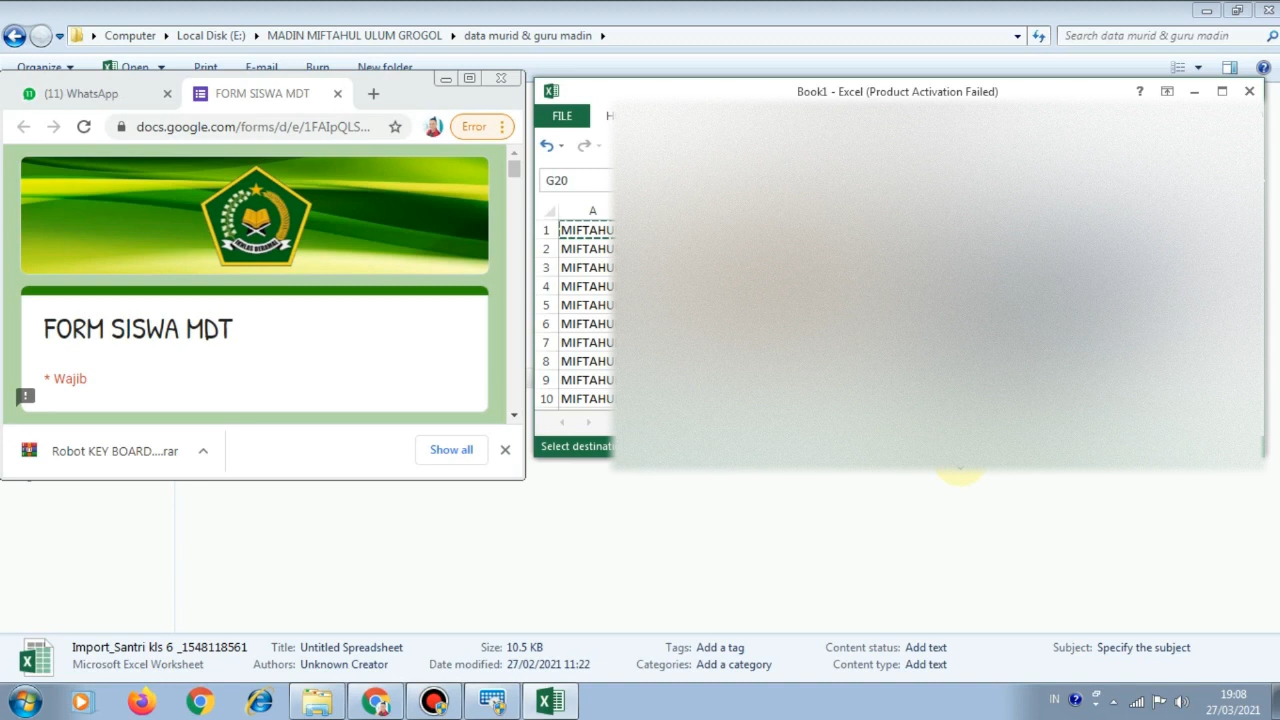 Computer Local Disk (E:) MADIN MIFTAHUL ULUM GROGOL data murid & guru madin
Search data murid & guru madin
Organize Open Print E-mail Burn New folder
(11) WhatsApp
FORM SISWA MDT
docs.google.com/forms/d/e/1FAIpQLS...
Error
IKHLAS BERAMAL
FORM SISWA MDT
* Wajib
Robot KEY BOARD....rar
Show all
Book1 - Excel (Product Activation Failed)
FILE H
G20
A
1 MIFTAHU
2 MIFTAHU
3 MIFTAHU
4 MIFTAHU
5 MIFTAHU
6 MIFTAHU
7 MIFTAHU
8 MIFTAHU
9 MIFTAHU
10 MIFTAHU
Select destinat
Import_Santri kls 6 _1548118561 Title: Untitled Spreadsheet Size: 10.5 KB Tags: Add a tag Content status: Add text Subject: Specify the subject
Microsoft Excel Worksheet Authors: Unknown Creator Date modified: 27/02/2021 11:22 Categories: Add a category Content type: Add text
IN
19:08
27/03/2021